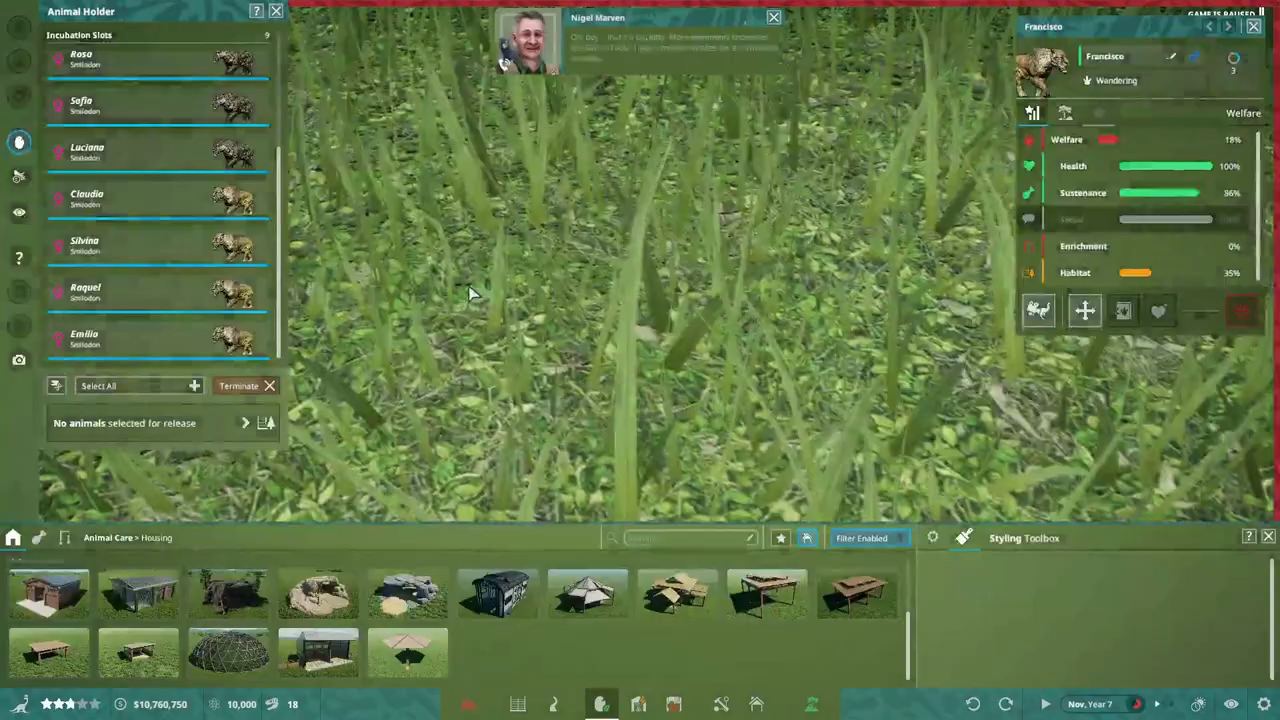 Animal Holder
?
Incubation Slots 9
Rosa
Smilodon
Sofia
Smilodon
Luciana
Smilodon
Claudia
Smilodon
Silvina
Smilodon
Raquel
Smilodon
Emilia
Smilodon
Select All
Terminate
No animals selected for release
Nigel Marven
GAME IS PAUSED
Francisco
Francisco
3
Wandering
Welfare
Welfare 18%
Health 100%
Sustenance 96%
Social
Enrichment 0%
Habitat 35%
?
Animal Care > Housing
Filter Enabled
Styling Toolbox
?
$10,760,750
10,000
18
Nov, Year 7